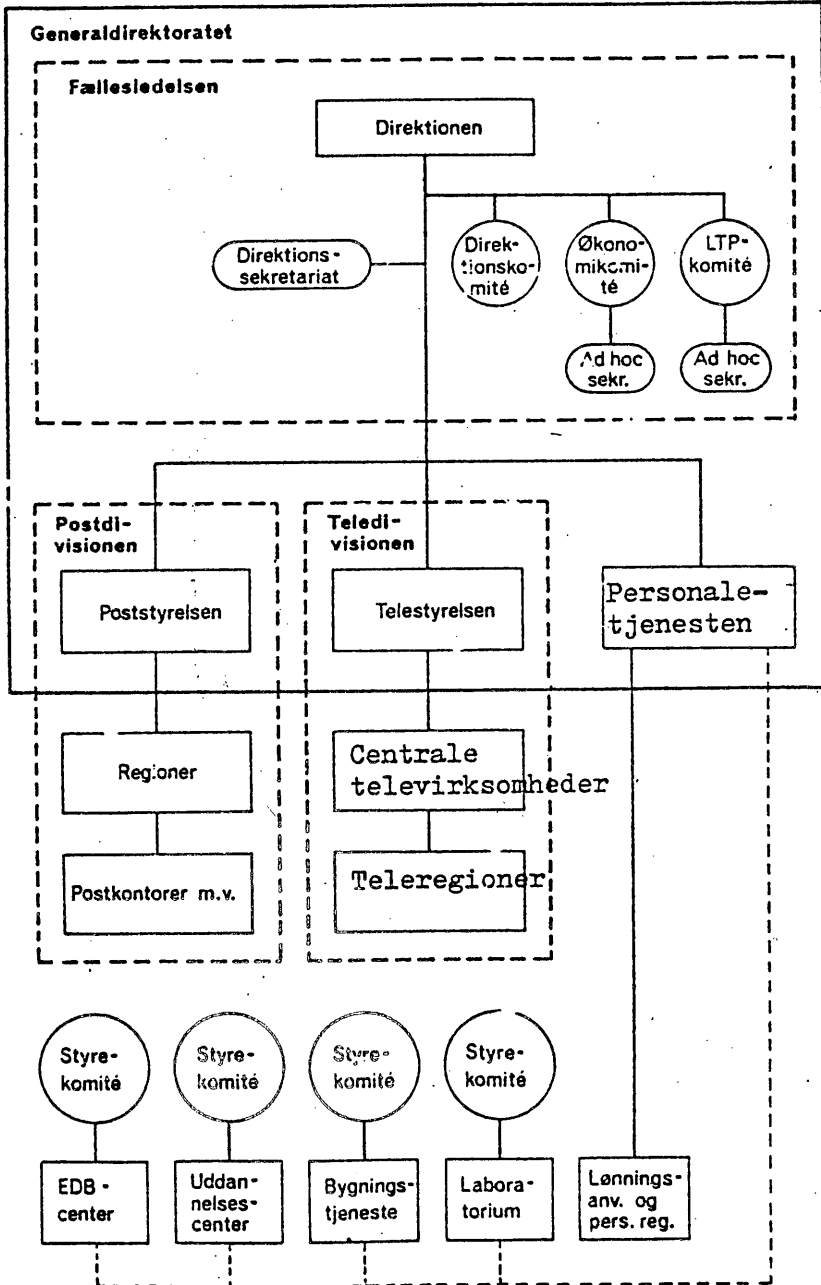 Generaldirektoratet
Fællesledelsen
Direktionen
Direktions-
sekretariat
Direk-
tionsko-
mité
Økono-
mikomi-
té
LTP-
komité
Ad hoc
sekr.
Ad hoc
sekr.
Postdi-
visionen
Teledi-
visionen
Poststyrelsen
Telestyrelsen
Personale-
tjenesten
Regioner
Centrale
televirksomheder
Postkontorer m.v.
Teleregioner
Styre-
komité
Styre-
komité
Styre-
komité
Styre-
komité
EDB-
center
Uddan-
nelses-
center
Bygnings-
tjeneste
Labora-
torium
Lønnings-
anv. og
pers. reg.